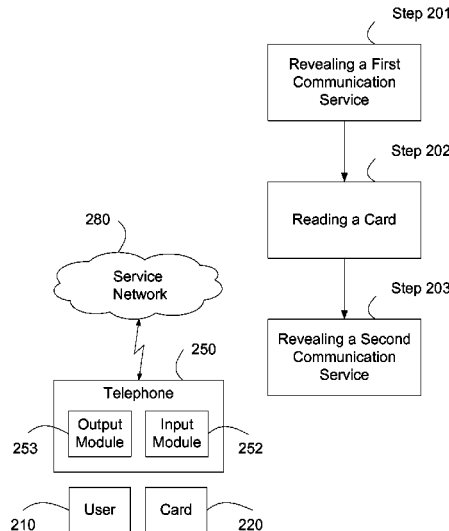 Step 201
Revealing a First
Communication
Service
Step 202
Reading a Card
280
Service
Network
Step 203
Revealing a Second
Communication
Service
250
Telephone
Output
Module
Input
Module
253
252
User
Card
210
220